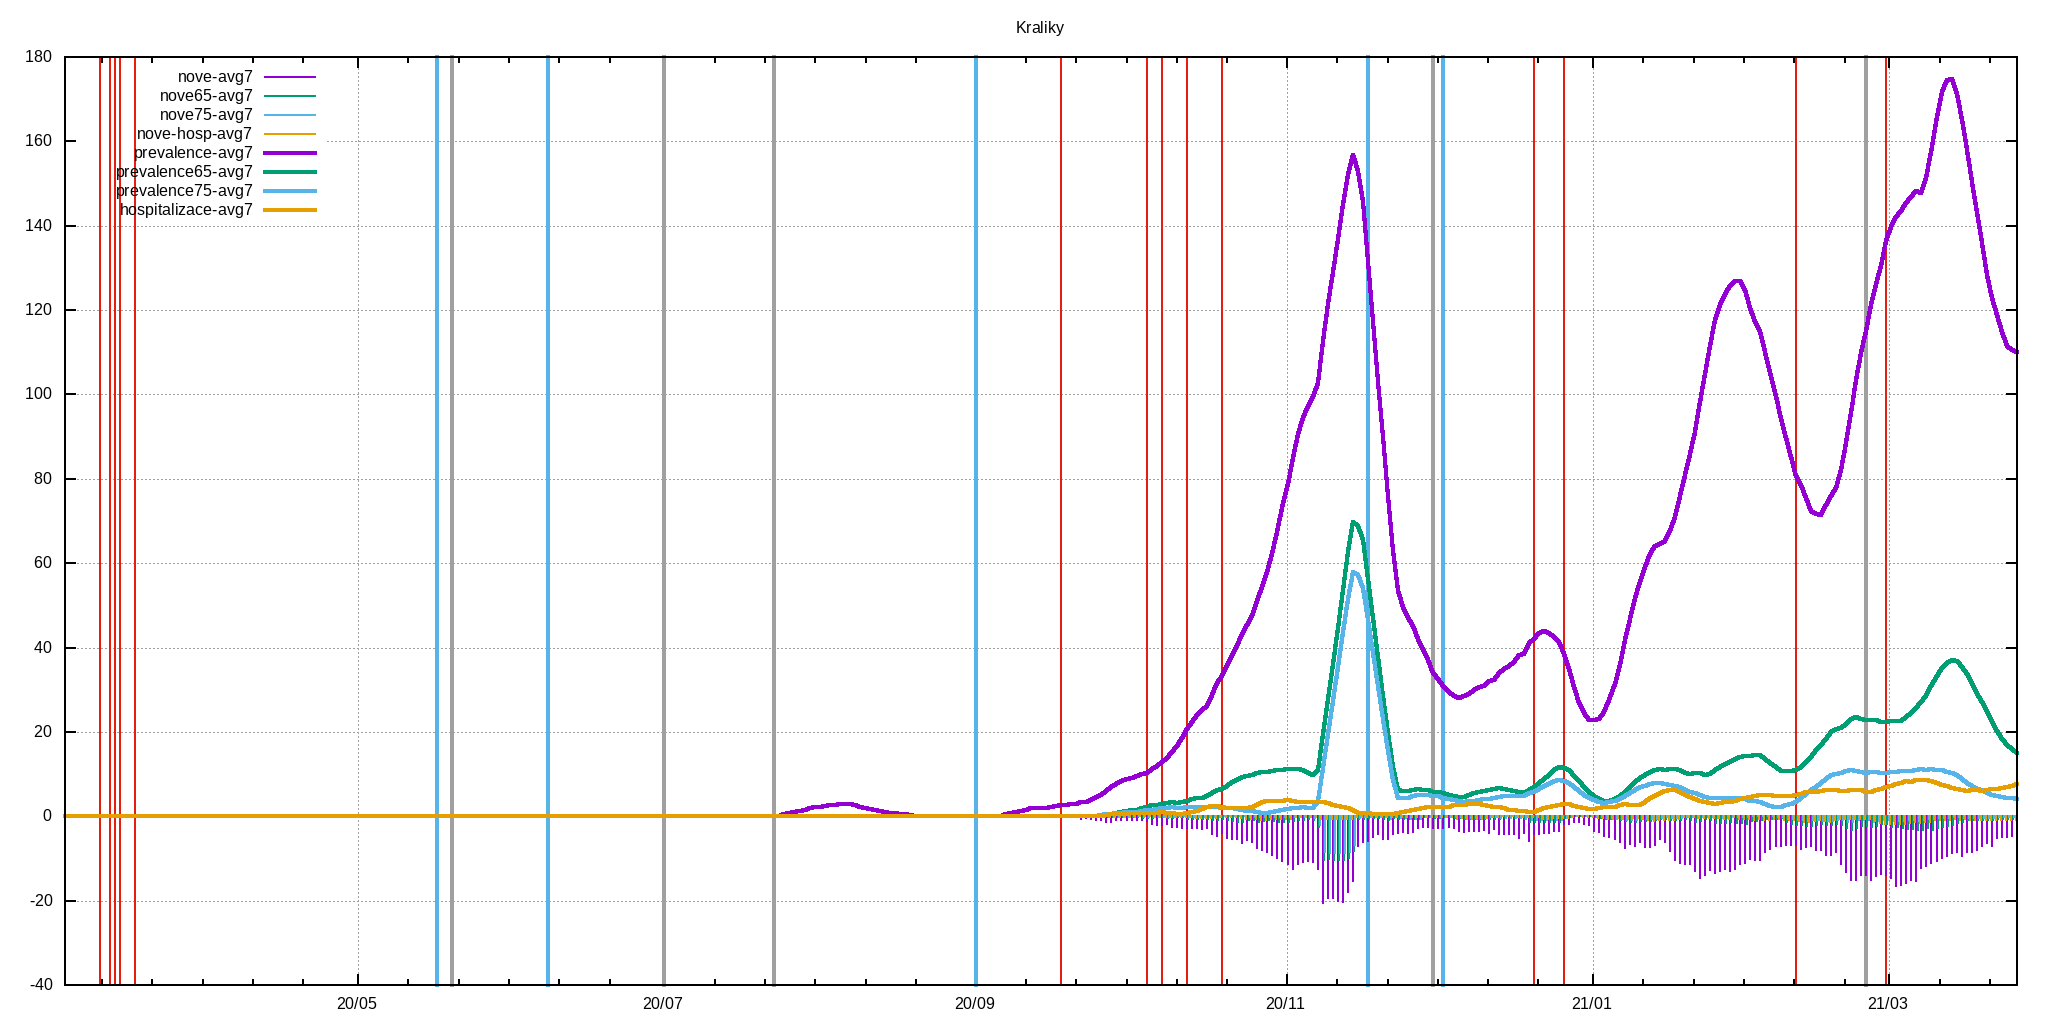 Kraliky
180
160
140
120
100
80
60
40
20
0
-20
-40
nove-avg7
nove65-avg7
nove75-avg7
nove-hosp-avg7
prevalence-avg7
prevalence65-avg7
prevalence75-avg7
hospitalizace-avg7
20/05
20/07
20/09
20/11
21/01
21/03